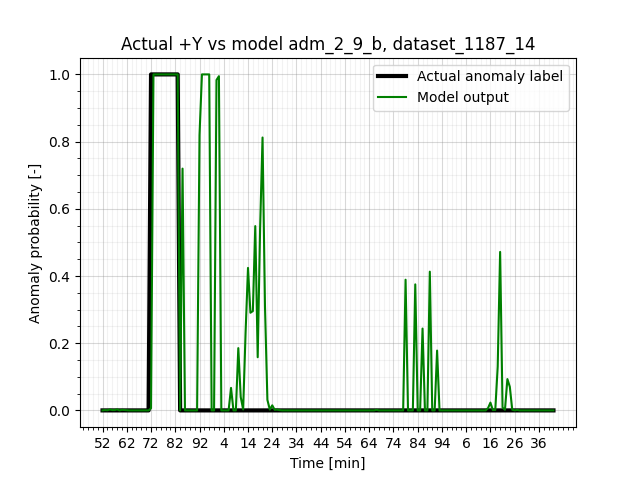 Actual +Y vs model adm_2_9_b, dataset_1187_14
Actual anomaly label
Model output
Anomaly probability [-]
1.0
0.8
0.6
0.4
0.2
0.0
52 62 72 82 92 4 14 24 34 44 54 64 74 84 94 6 16 26 36
Time [min]